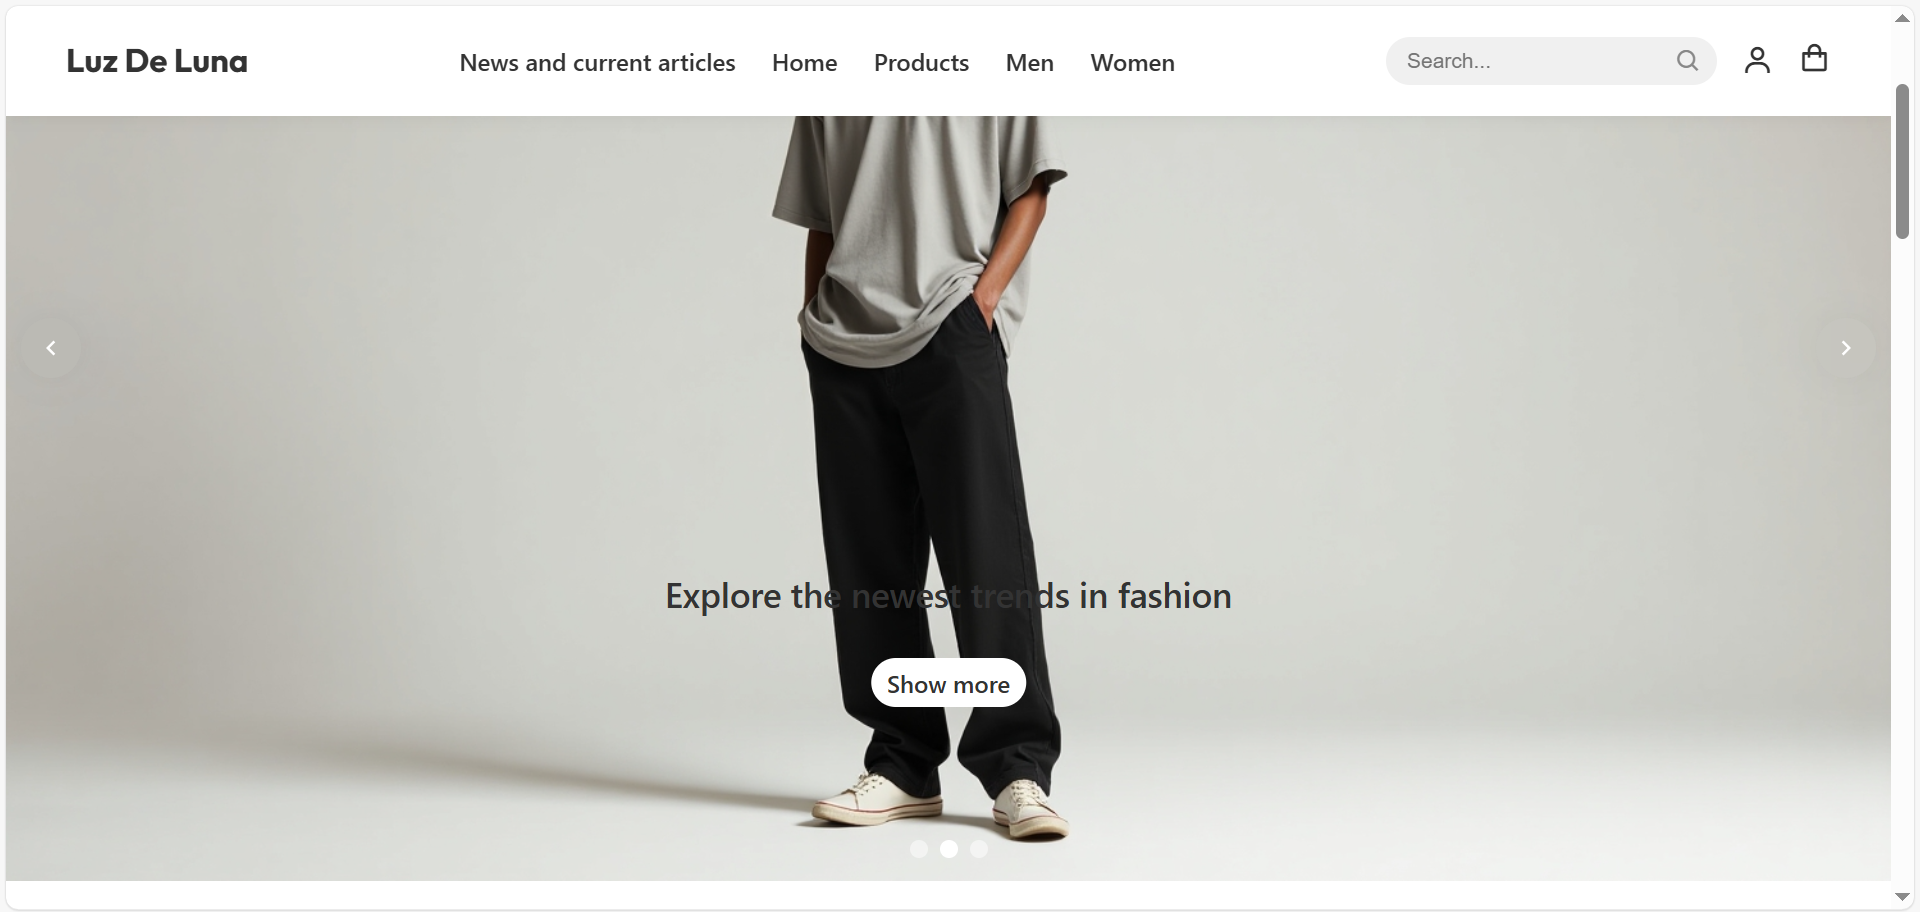 Luz De Luna
News and current articles Home Products Men Women
Search...
Explore the newest trends in fashion
Show more